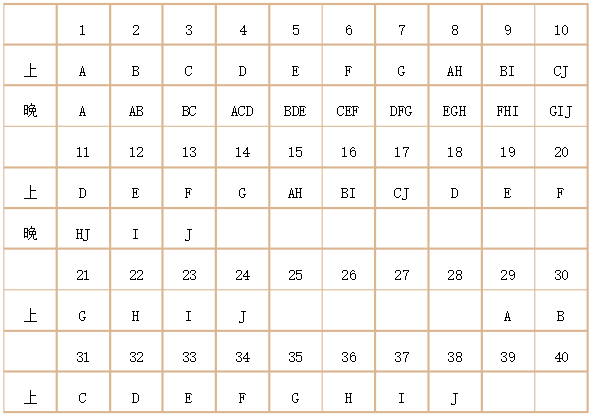 1 2 3 4 5 6 7 8 9 10
上 A B C D E F G AH BI CJ
晚 A AB BC ACD BDE CEF DFG EGH FHI GIJ
11 12 13 14 15 16 17 18 19 20
上 D E F G AH BI CJ D E F
晚 HJ I J
21 22 23 24 25 26 27 28 29 30
上 G H I J A B
31 32 33 34 35 36 37 38 39 40
上 C D E F G H I J